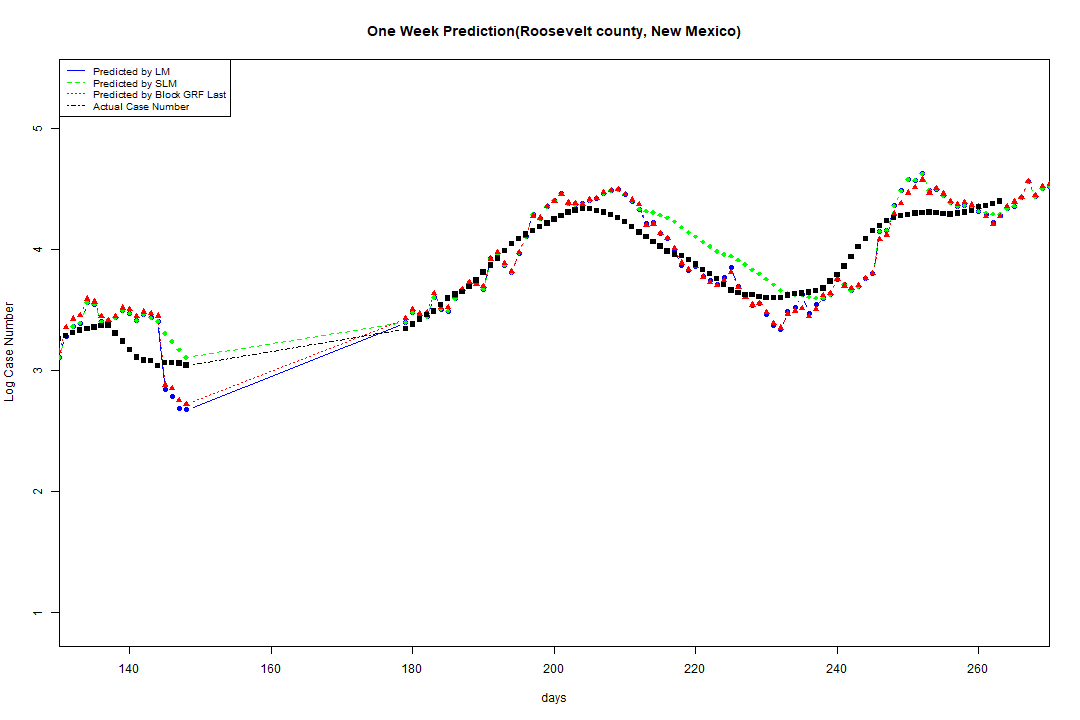 One Week Prediction(Roosevelt county, New Mexico)
Predicted by LM
Predicted by SLM
Predicted by Block GRF Last
Actual Case Number
5
4
3
2
1
Log Case Number
140 160 180 200 220 240 260
days